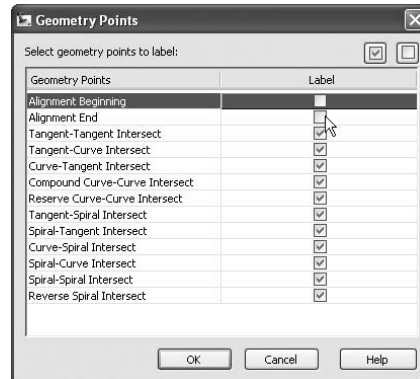 Geometry Points
Select geometry points to label:
Geometry Points Label
Alignment Beginning
Alignment End
Tangent-Tangent Intersect
Tangent-Curve Intersect
Curve-Tangent Intersect
Compound Curve-Curve Intersect
Reserve Curve-Curve Intersect
Tangent-Spiral Intersect
Spiral-Tangent Intersect
Curve-Spiral Intersect
Spiral-Curve Intersect
Spiral-Spiral Intersect
Reverse Spiral Intersect
OK Cancel Help